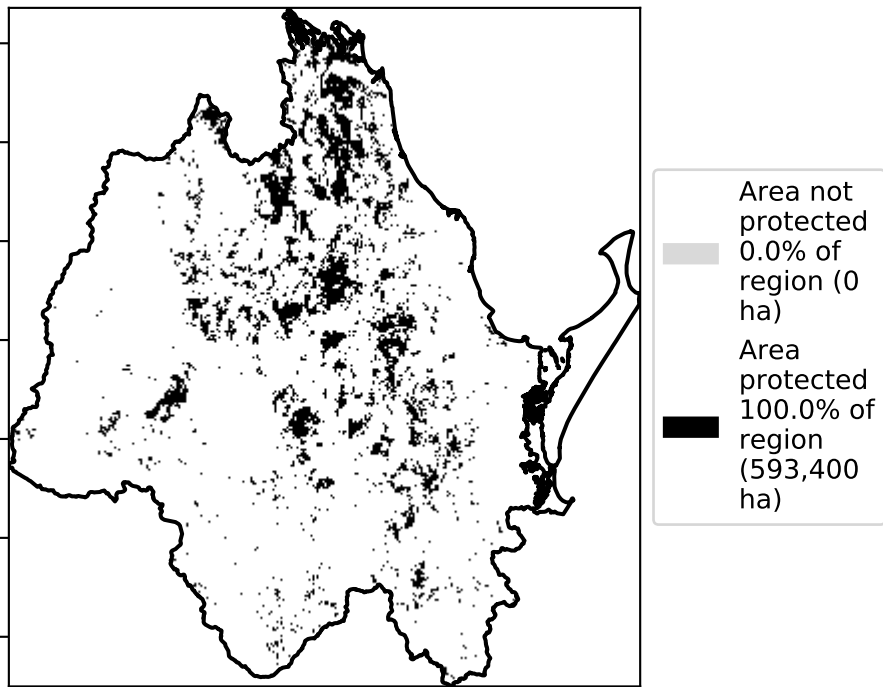 Area not
protected
0.0% of
region (0
ha)
Area
protected
100.0% of
region
(593,400
ha)